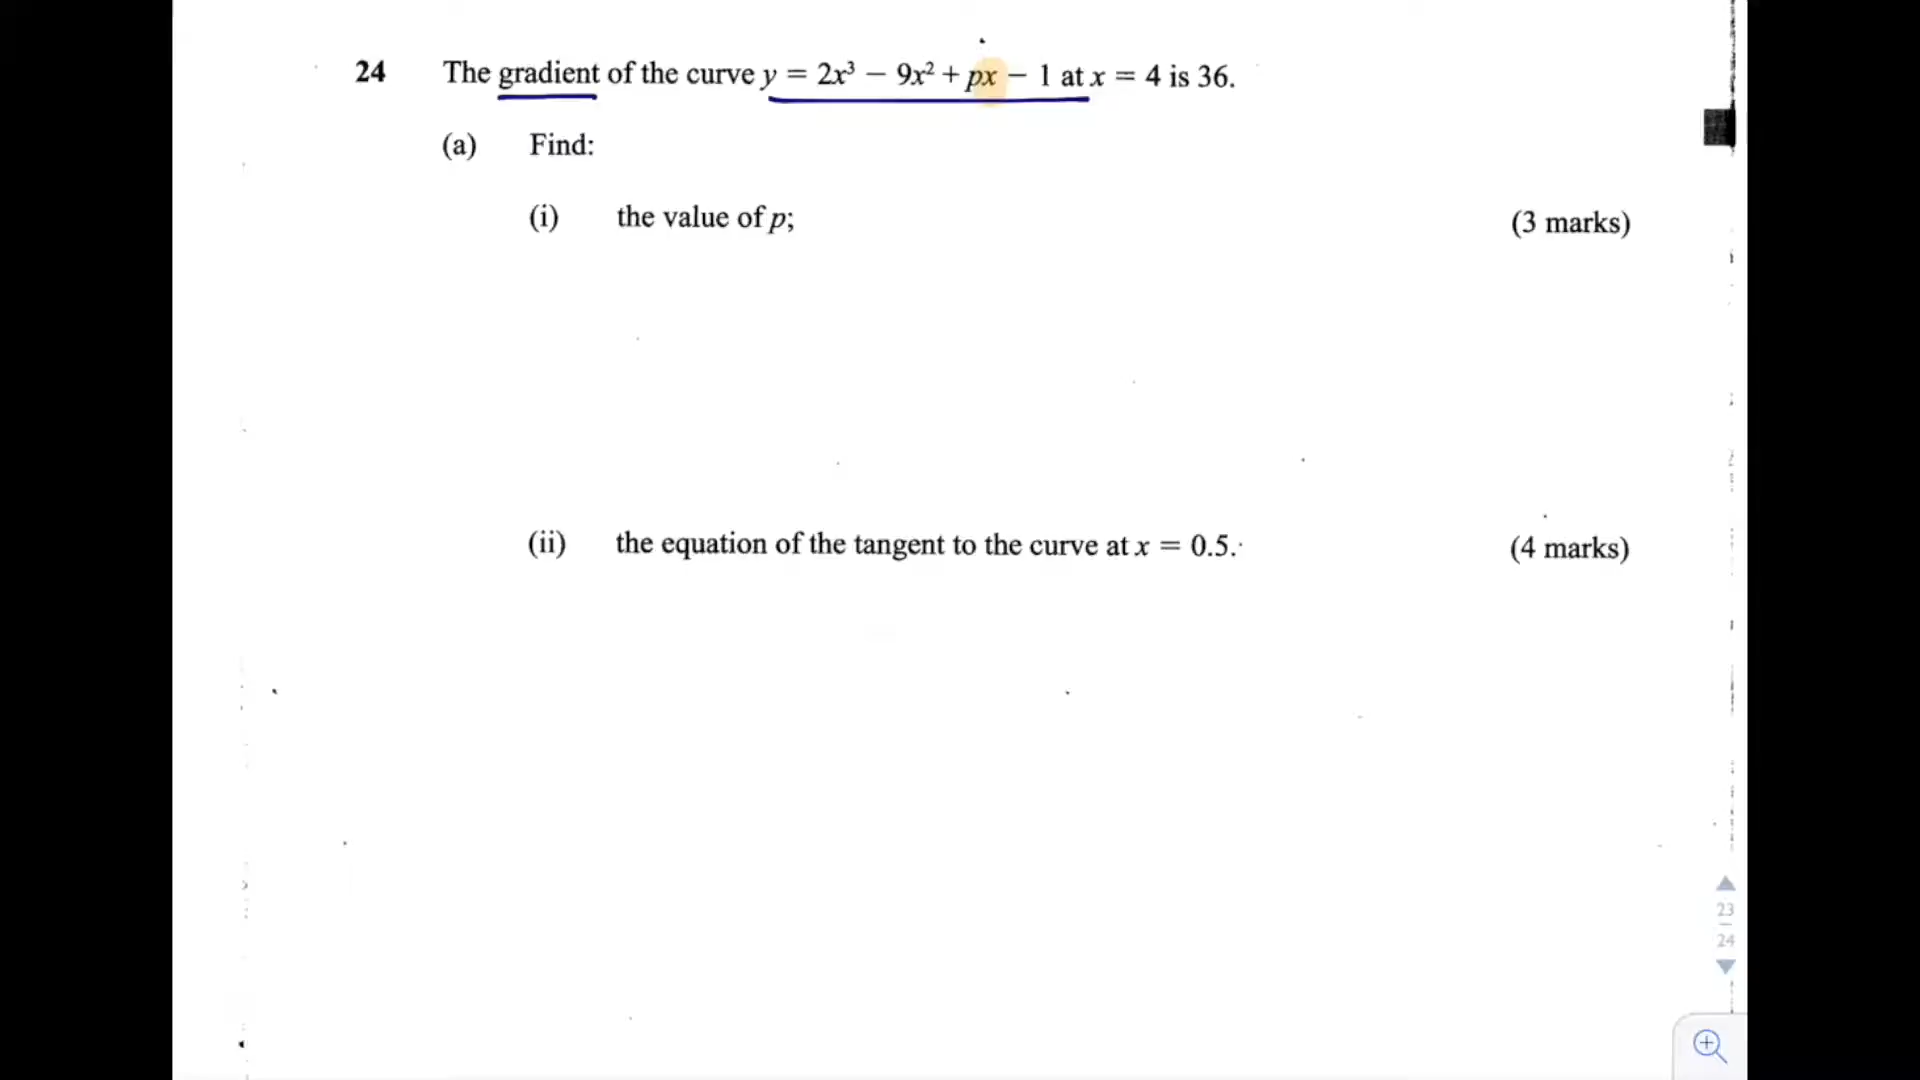 24 The gradient of the curve y = 2x³ − 9x² + px − 1 at x = 4 is 36.
(a) Find:
(i) the value of p; (3 marks)
(ii) the equation of the tangent to the curve at x = 0.5. (4 marks)
23
24